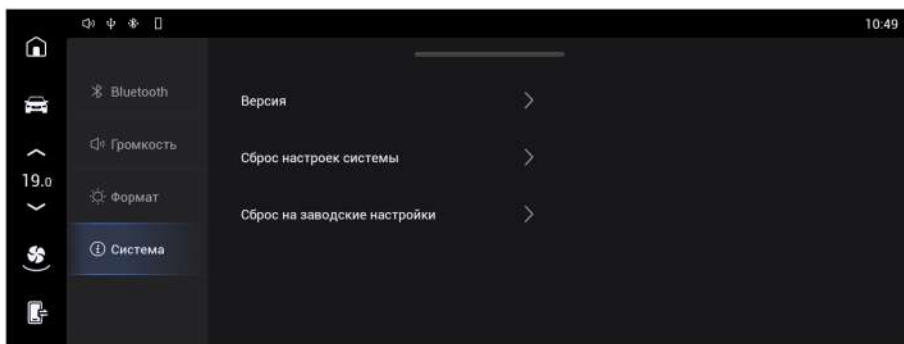 10:49
Bluetooth
Громкость
Формат
Система
19.0
Версия
Сброс настроек системы
Сброс на заводские настройки